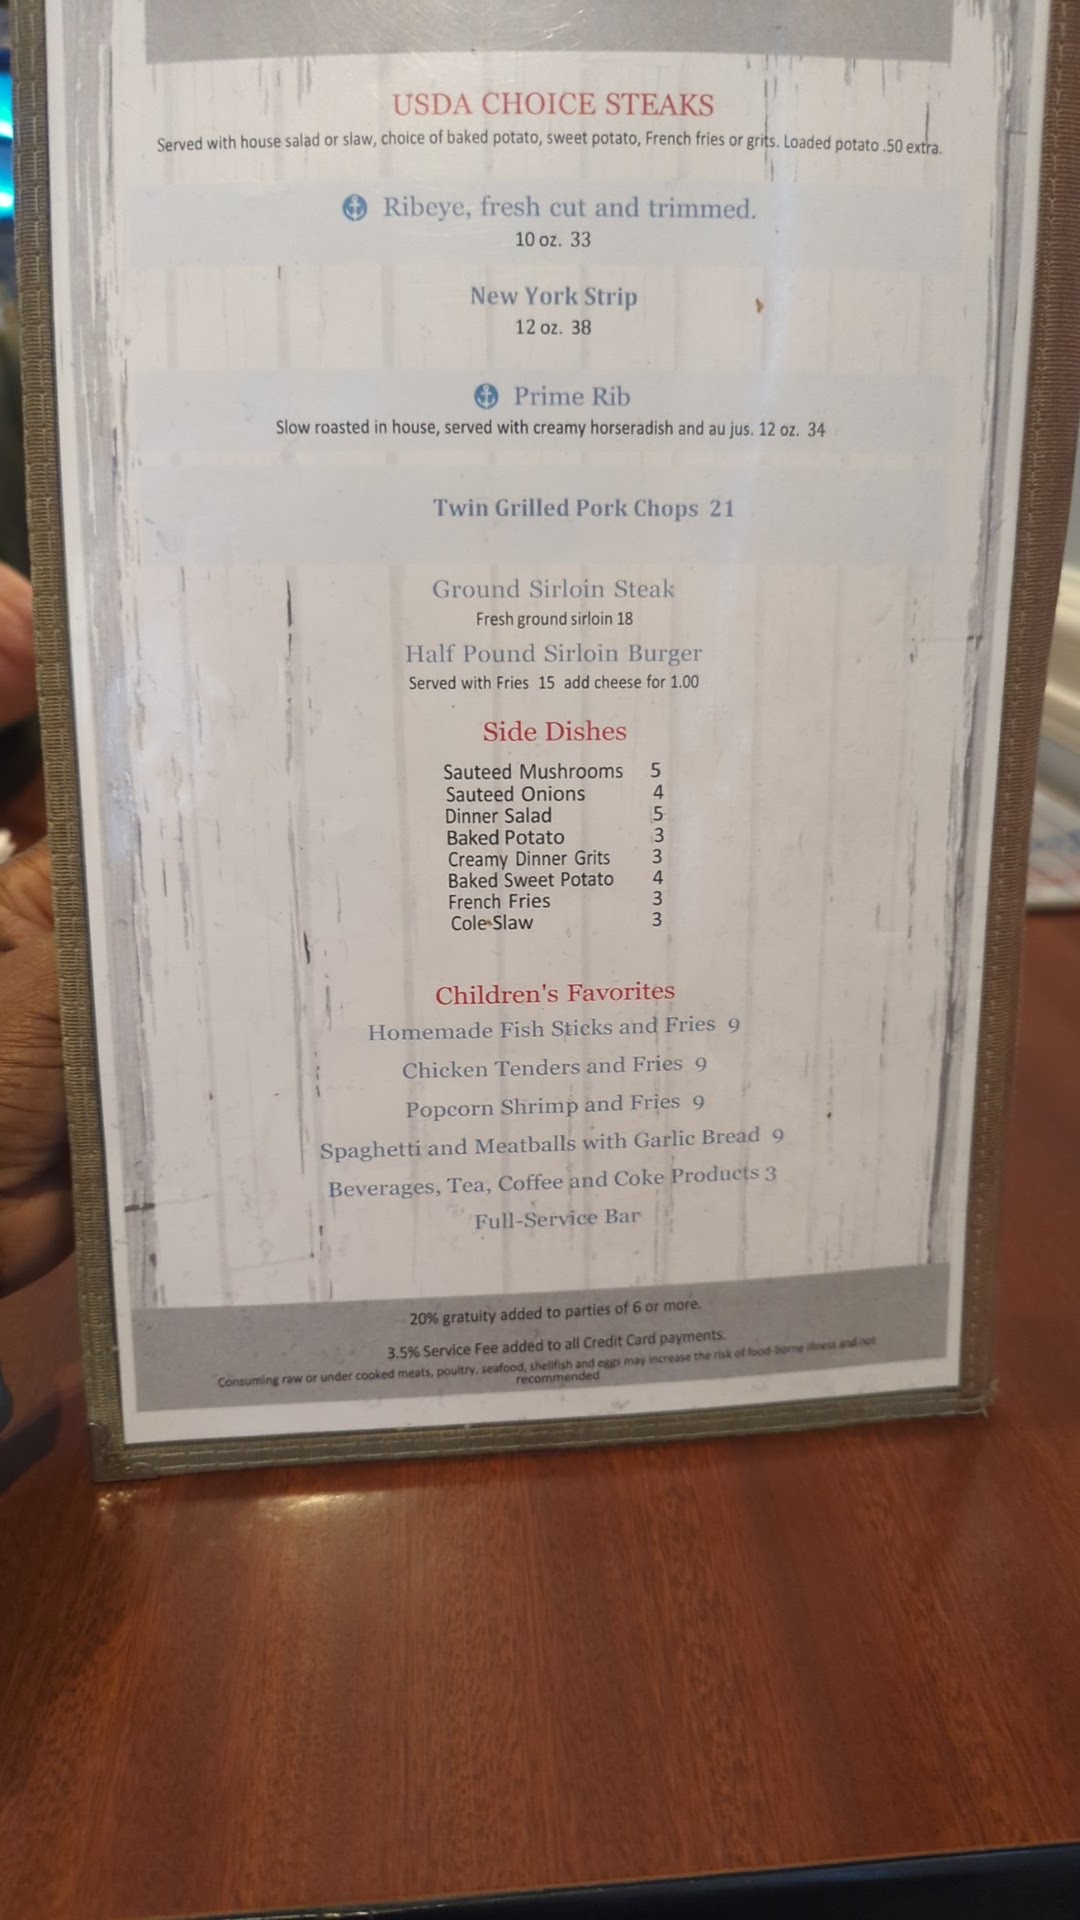 USDA CHOICE STEAKS
Served with house salad or slaw, choice of baked potato, sweet potato, French fries or grits. Loaded potato .50 extra.
Ribeye, fresh cut and trimmed.
10 oz. 33
New York Strip
12 oz. 38
Prime Rib
Slow roasted in house, served with creamy horseradish and au jus. 12 oz. 34
Twin Grilled Pork Chops 21
Ground Sirloin Steak
Fresh ground sirloin 18
Half Pound Sirloin Burger
Served with Fries 15 add cheese for 1.00
Side Dishes
Sauteed Mushrooms 5
Sauteed Onions 4
Dinner Salad 5
Baked Potato 3
Creamy Dinner Grits 3
Baked Sweet Potato 4
French Fries 3
Cole Slaw 3
Children's Favorites
Homemade Fish Sticks and Fries 9
Chicken Tenders and Fries 9
Popcorn Shrimp and Fries 9
Spaghetti and Meatballs with Garlic Bread 9
Beverages, Tea, Coffee and Coke Products 3
Full-Service Bar
20% gratuity added to parties of 6 or more.
3.5% Service Fee added to all Credit Card payments.
Consuming raw or under cooked meats, poultry, seafood, shellfish and eggs may increase the risk of food-borne illness and not
recommended